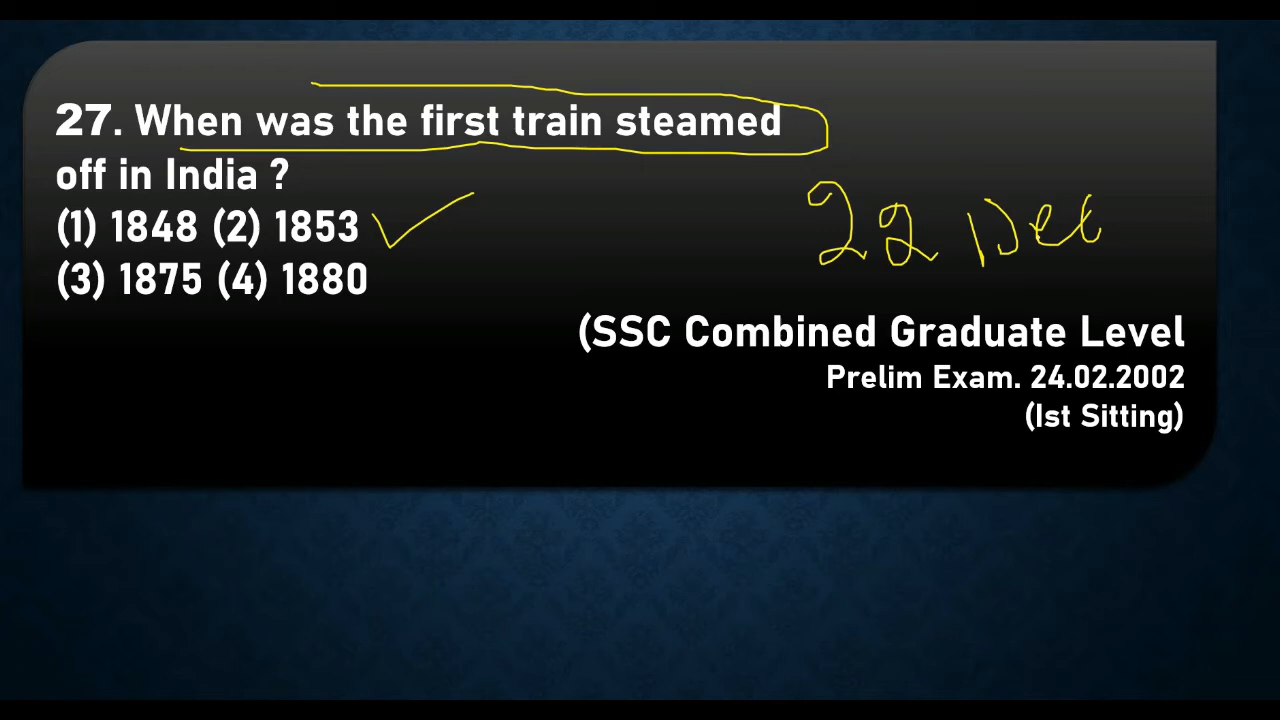 27. When was the first train steamed
off in India ?
(1) 1848 (2) 1853
(3) 1875 (4) 1880
22 Dec
(SSC Combined Graduate Level
Prelim Exam. 24.02.2002
(Ist Sitting)